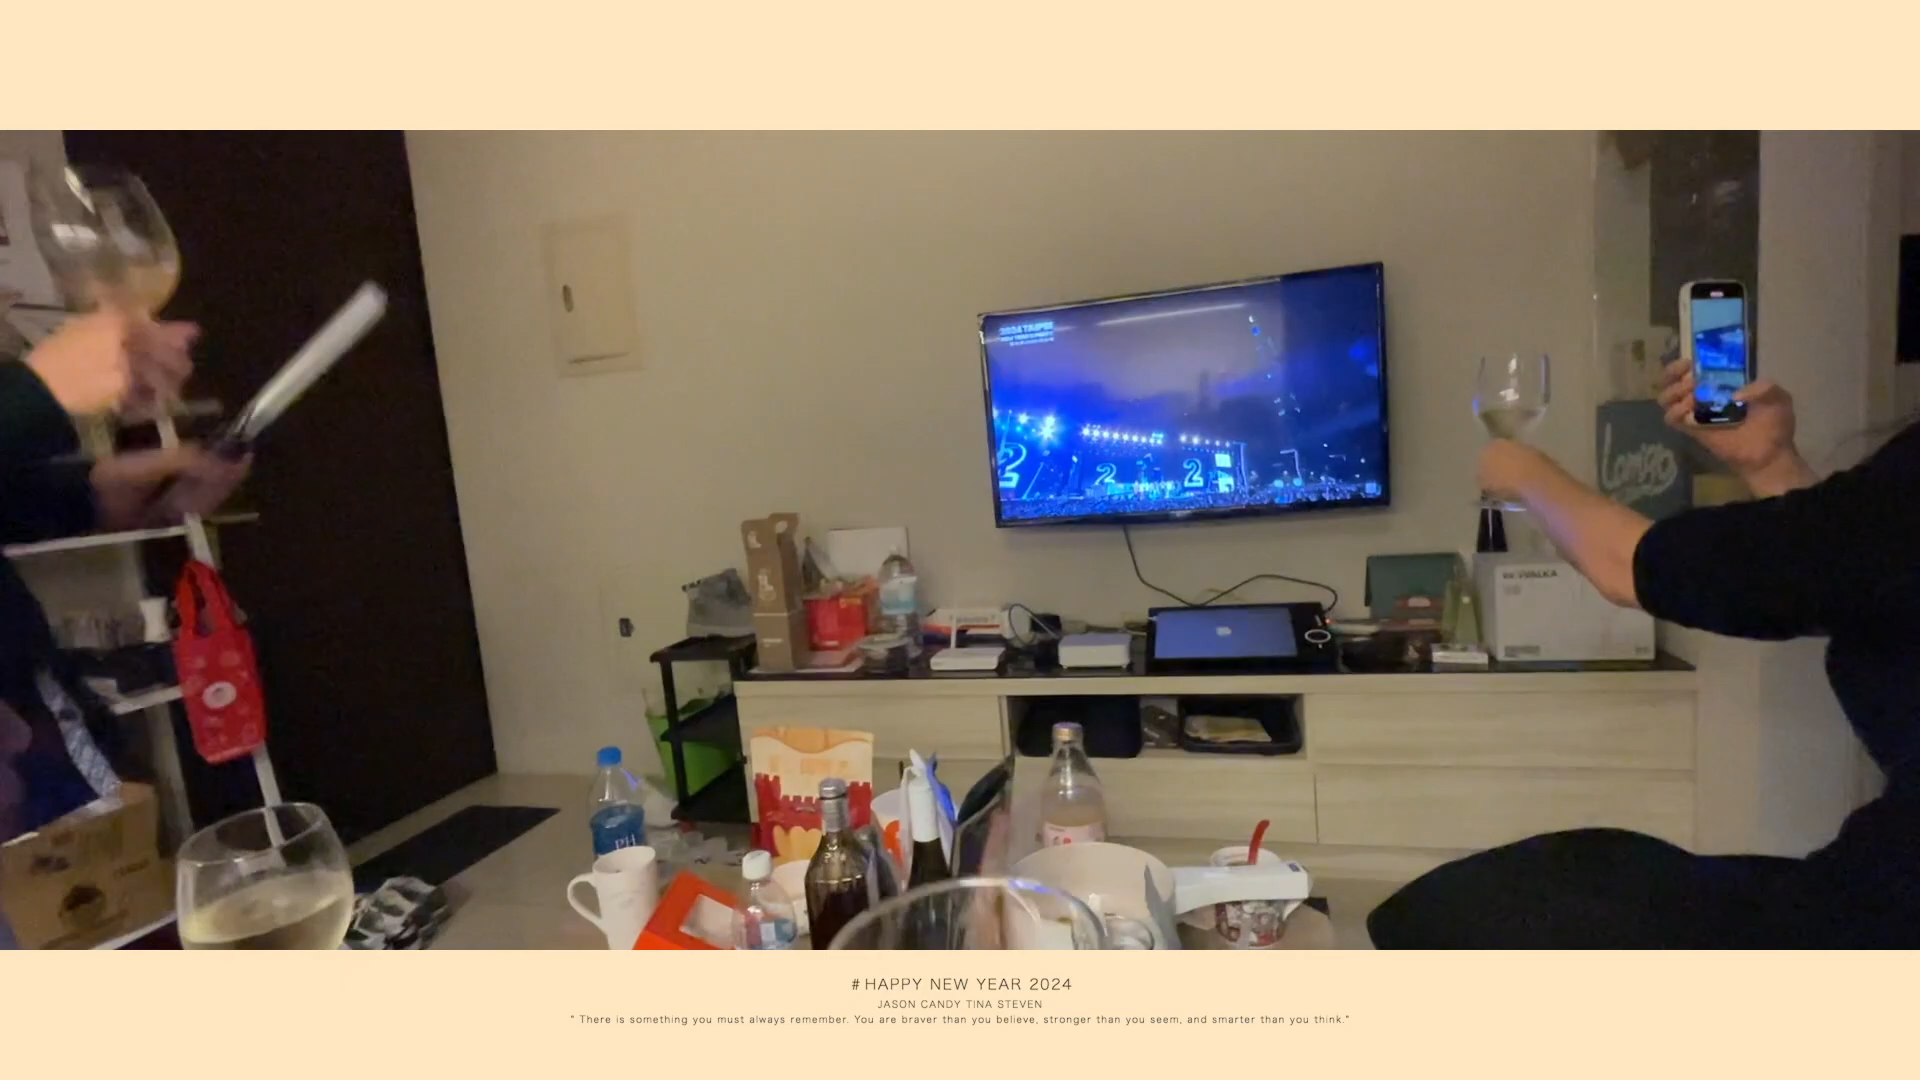 2024 TAIPEI
2
2
2
Lamigo
PH
# HAPPY NEW YEAR 2024
JASON CANDY TINA STEVEN
" There is something you must always remember. You are braver than you believe, stronger than you seem, and smarter than you think."